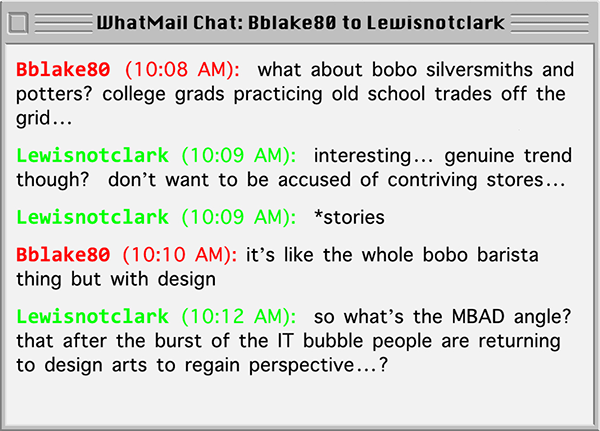 WhatMail Chat: Bblake80 to Lewisnotclark
Bblake80 (10:08 AM): what about bobo silversmiths and
potters? college grads practicing old school trades off the
grid...
Lewisnotclark (10:09 AM): interesting... genuine trend
though? don't want to be accused of contriving stores...
Lewisnotclark (10:09 AM): *stories
Bblake80 (10:10 AM): it's like the whole bobo barista
thing but with design
Lewisnotclark (10:12 AM): so what's the MBAD angle?
that after the burst of the IT bubble people are returning
to design arts to regain perspective...?